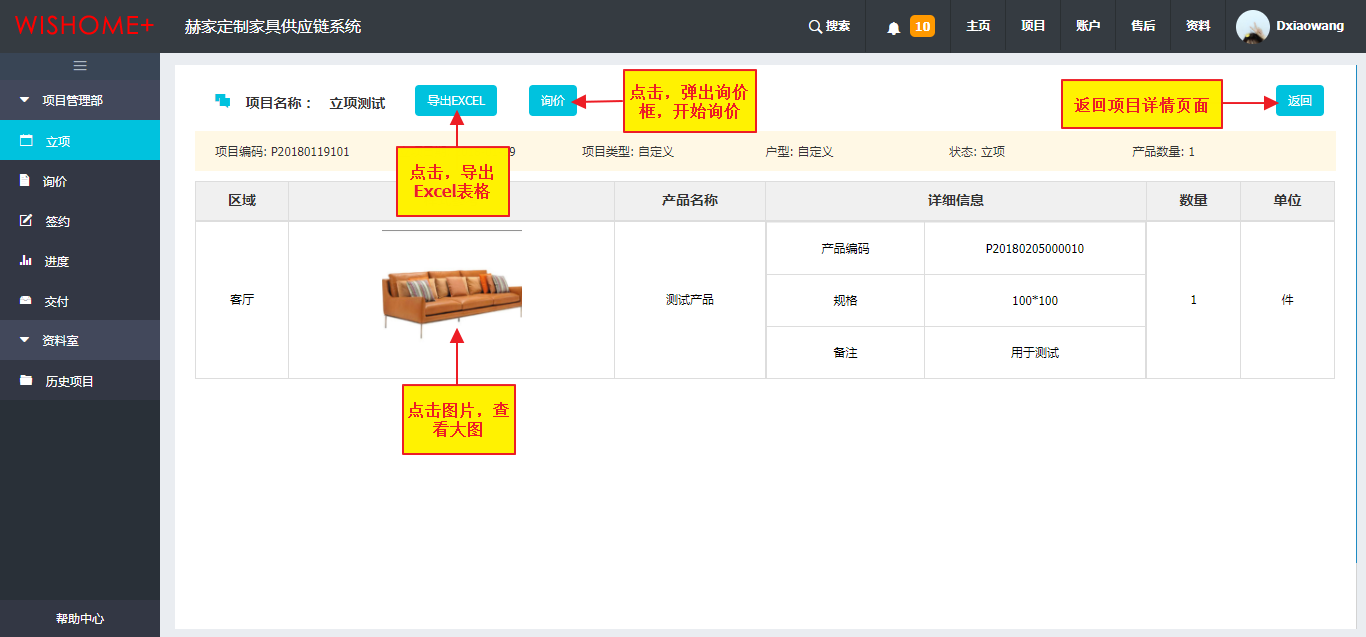 WISHOME+
赫家定制家具供应链系统
搜索
10
主页
项目
账户
售后
资料
Dxiaowang
项目管理部
立项
询价
签约
进度
交付
资料室
历史项目
帮助中心
项目名称： 立项测试
导出EXCEL
询价
点击，弹出询价
框，开始询价
返回项目详情页面
返回
项目编码: P20180119101
9
项目类型: 自定义
户型: 自定义
状态: 立项
产品数量: 1
点击，导出
Excel表格
区域
产品名称
详细信息
数量
单位
客厅
测试产品
产品编码
P20180205000010
规格
100*100
备注
用于测试
1
件
点击图片，查
看大图